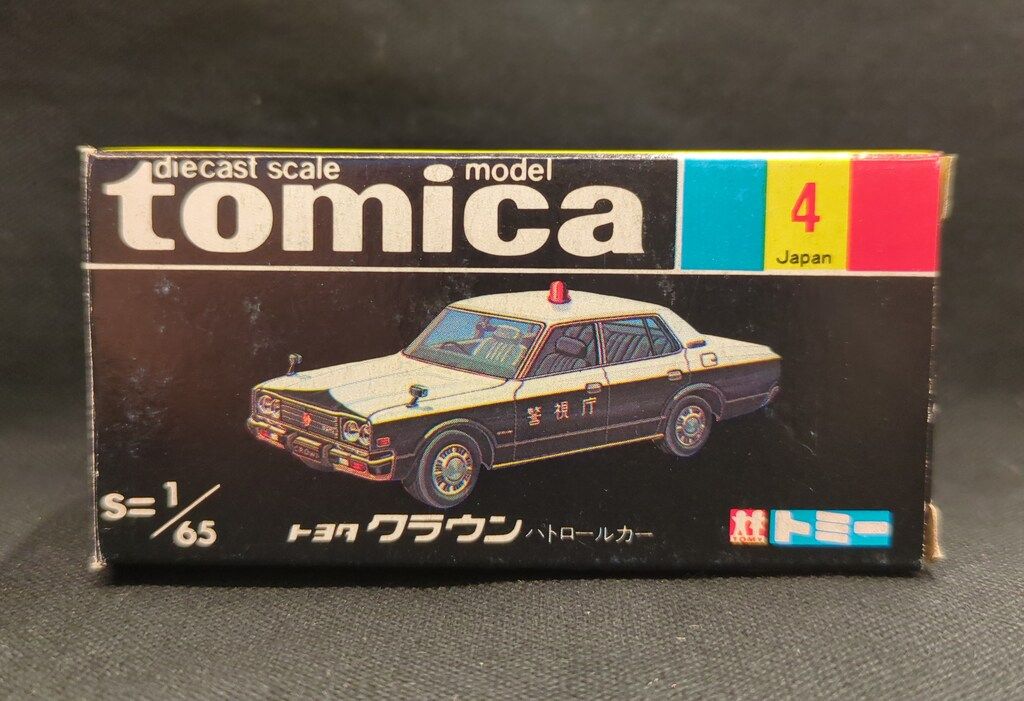 diecast scale model
tomica
4
Japan
警視庁
CROWN
S=1/65
トヨタ クラウン パトロールカー
TOMY トミー